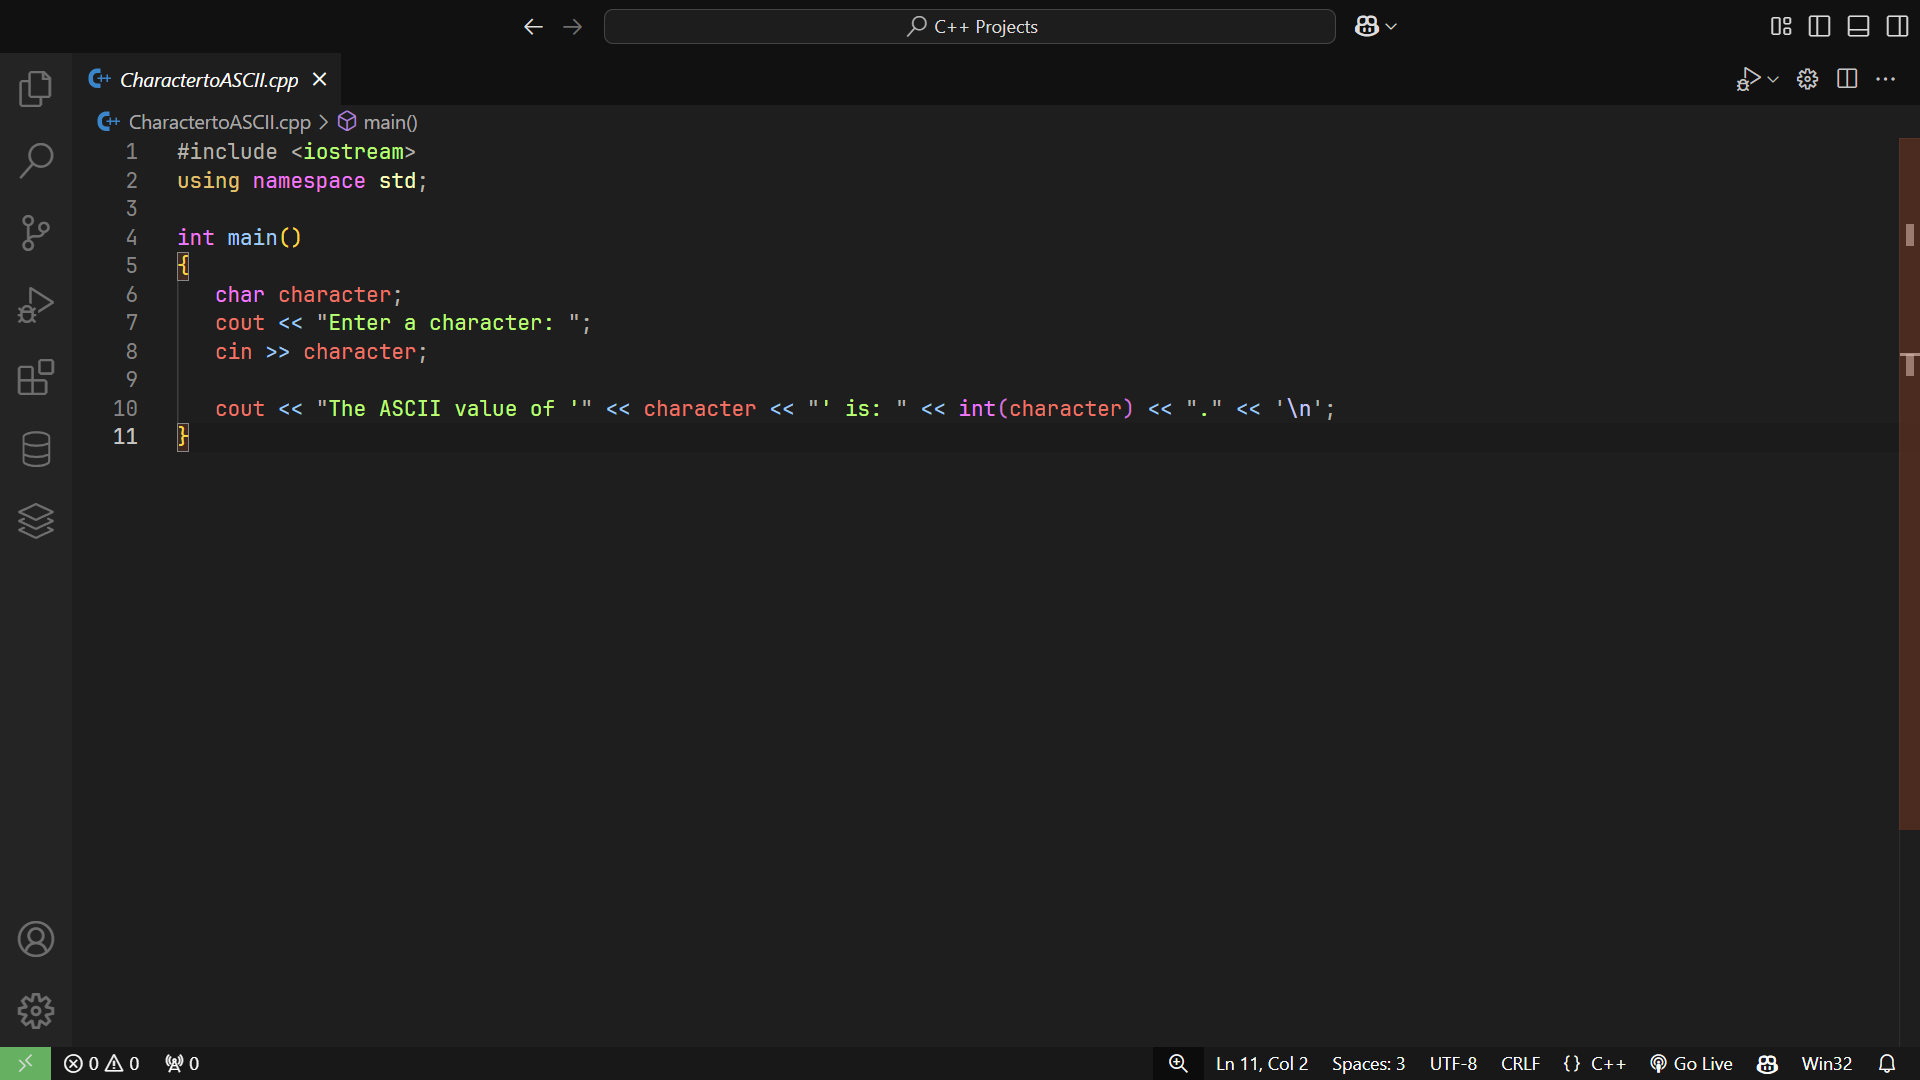 C++ Projects
CharactertoASCII.cpp
CharactertoASCII.cpp > main()
1 #include <iostream>
2 using namespace std;
3
4 int main()
5 {
6 char character;
7 cout << "Enter a character: ";
8 cin >> character;
9
10 cout << "The ASCII value of '" << character << "' is: " << int(character) << "." << '\n';
11 }
0 0 0 Ln 11, Col 2 Spaces: 3 UTF-8 CRLF {} C++ Go Live Win32